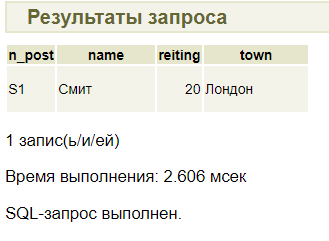 Результаты запроса
n_post name reiting town
S1 Смит 20 Лондон
1 запис(ь/и/ей)
Время выполнения: 2.606 мсек
SQL-запрос выполнен.